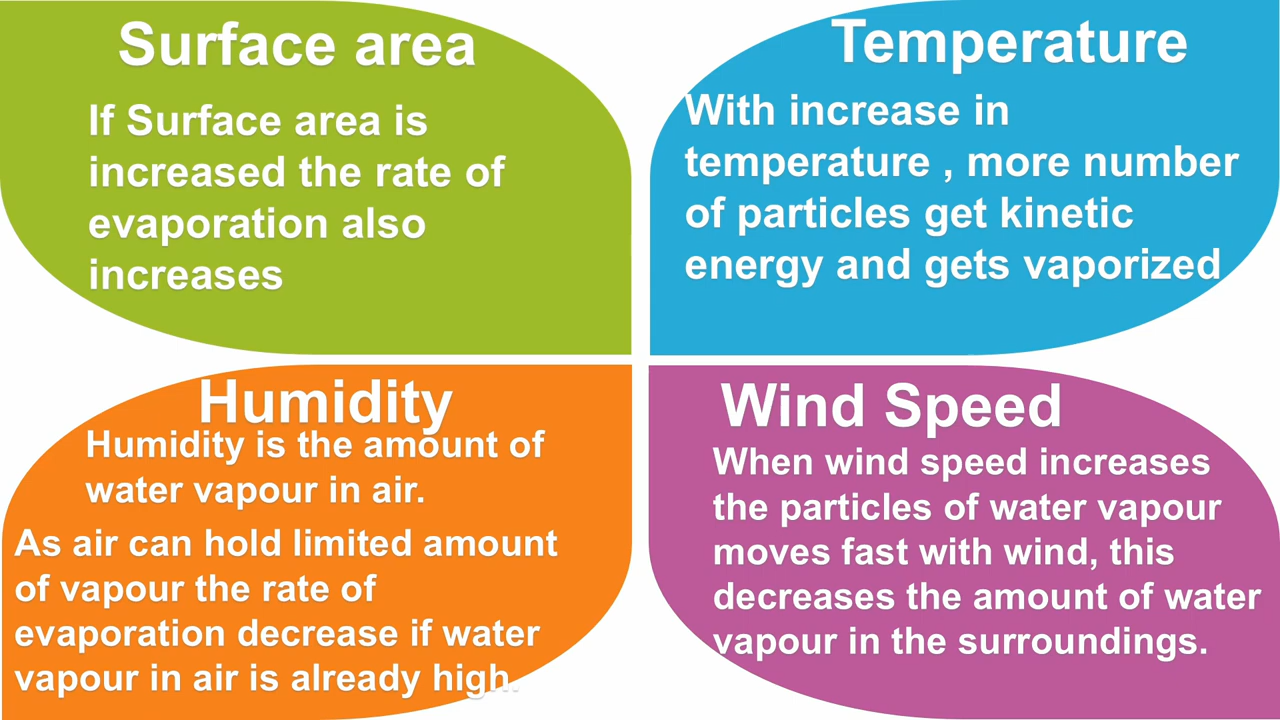 Surface area
If Surface area is
increased the rate of
evaporation also
increases
Temperature
With increase in
temperature , more number
of particles get kinetic
energy and gets vaporized
Humidity
Humidity is the amount of
water vapour in air.
As air can hold limited amount
of vapour the rate of
evaporation decrease if water
vapour in air is already high.
Wind Speed
When wind speed increases
the particles of water vapour
moves fast with wind, this
decreases the amount of water
vapour in the surroundings.